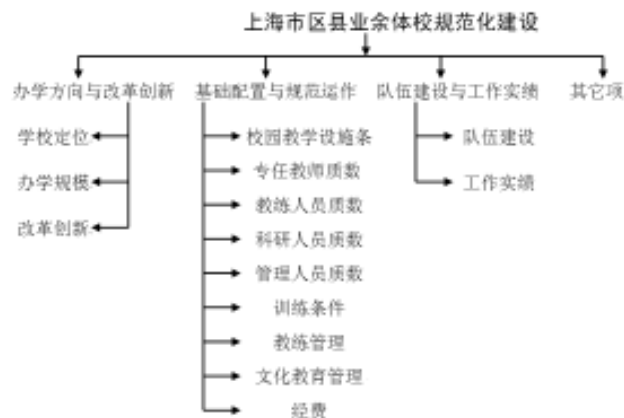 上海市区县业余体校规范化建设
办学方向与改革创新
基础配置与规范运作
队伍建设与工作实绩
其它项
学校定位
办学规模
改革创新
校园教学设施条
专任教师质数
教练人员质数
科研人员质数
管理人员质数
训练条件
教练管理
文化教育管理
经费
队伍建设
工作实绩